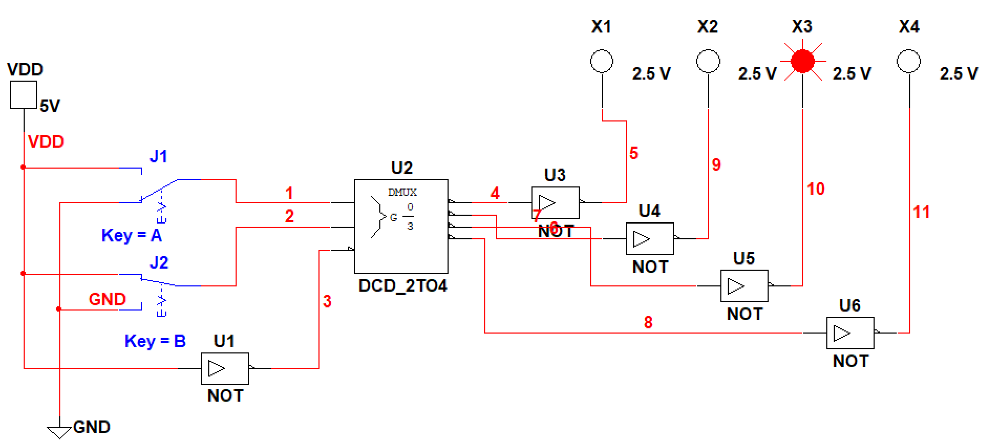 X1
X2
X3
X4
2.5 V
2.5 V
2.5 V
2.5 V
VDD
5V
VDD
J1
Key = A
J2
GND
Key = B
U1
NOT
GND
1
2
3
U2
DMUX
G 0
3
DCD_2TO4
4
U3
NOT
7
6
5
U4
NOT
9
U5
NOT
10
8
U6
NOT
11